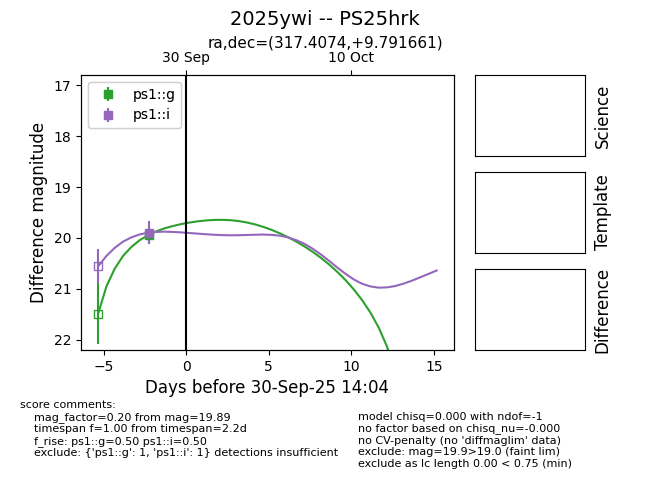 2025ywi -- PS25hrk
ra,dec=(317.4074,+9.791661)
30 Sep
10 Oct
ps1::g
ps1::i
17
18
19
20
21
22
Difference magnitude
−5
0
5
10
15
Days before 30-Sep-25 14:04
Science
Template
Difference
score comments:
mag_factor=0.20 from mag=19.89
timespan f=1.00 from timespan=2.2d
f_rise: ps1::g=0.50 ps1::i=0.50
exclude: {'ps1::g': 1, 'ps1::i': 1} detections insufficient
model chisq=0.000 with ndof=-1
no factor based on chisq_nu=-0.000
no CV-penalty (no 'diffmaglim' data)
exclude: mag=19.9>19.0 (faint lim)
exclude as lc length 0.00 < 0.75 (min)